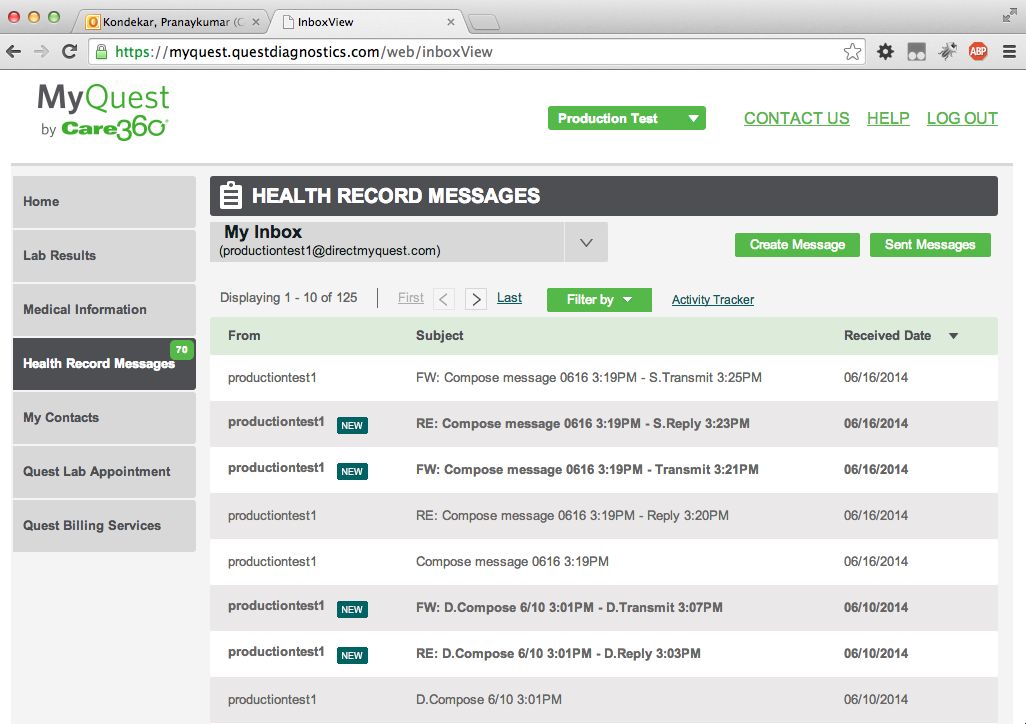 Kondekar, Pranaykumar (C
InboxView
https://myquest.questdiagnostics.com/web/inboxView
ABP
MyQuest
by Care360
Production Test
CONTACT US HELP LOG OUT
Home
Lab Results
Medical Information
Health Record Messages 70
My Contacts
Quest Lab Appointment
Quest Billing Services
HEALTH RECORD MESSAGES
My Inbox
(productiontest1@directmyquest.com)
Create Message Sent Messages
Displaying 1 - 10 of 125 First < > Last Filter by Activity Tracker
From Subject Received Date
productiontest1 FW: Compose message 0616 3:19PM - S.Transmit 3:25PM 06/16/2014
productiontest1 NEW RE: Compose message 0616 3:19PM - S.Reply 3:23PM 06/16/2014
productiontest1 NEW FW: Compose message 0616 3:19PM - Transmit 3:21PM 06/16/2014
productiontest1 RE: Compose message 0616 3:19PM - Reply 3:20PM 06/16/2014
productiontest1 Compose message 0616 3:19PM 06/16/2014
productiontest1 NEW FW: D.Compose 6/10 3:01PM - D.Transmit 3:07PM 06/10/2014
productiontest1 NEW RE: D.Compose 6/10 3:01PM - D.Reply 3:03PM 06/10/2014
productiontest1 D.Compose 6/10 3:01PM 06/10/2014